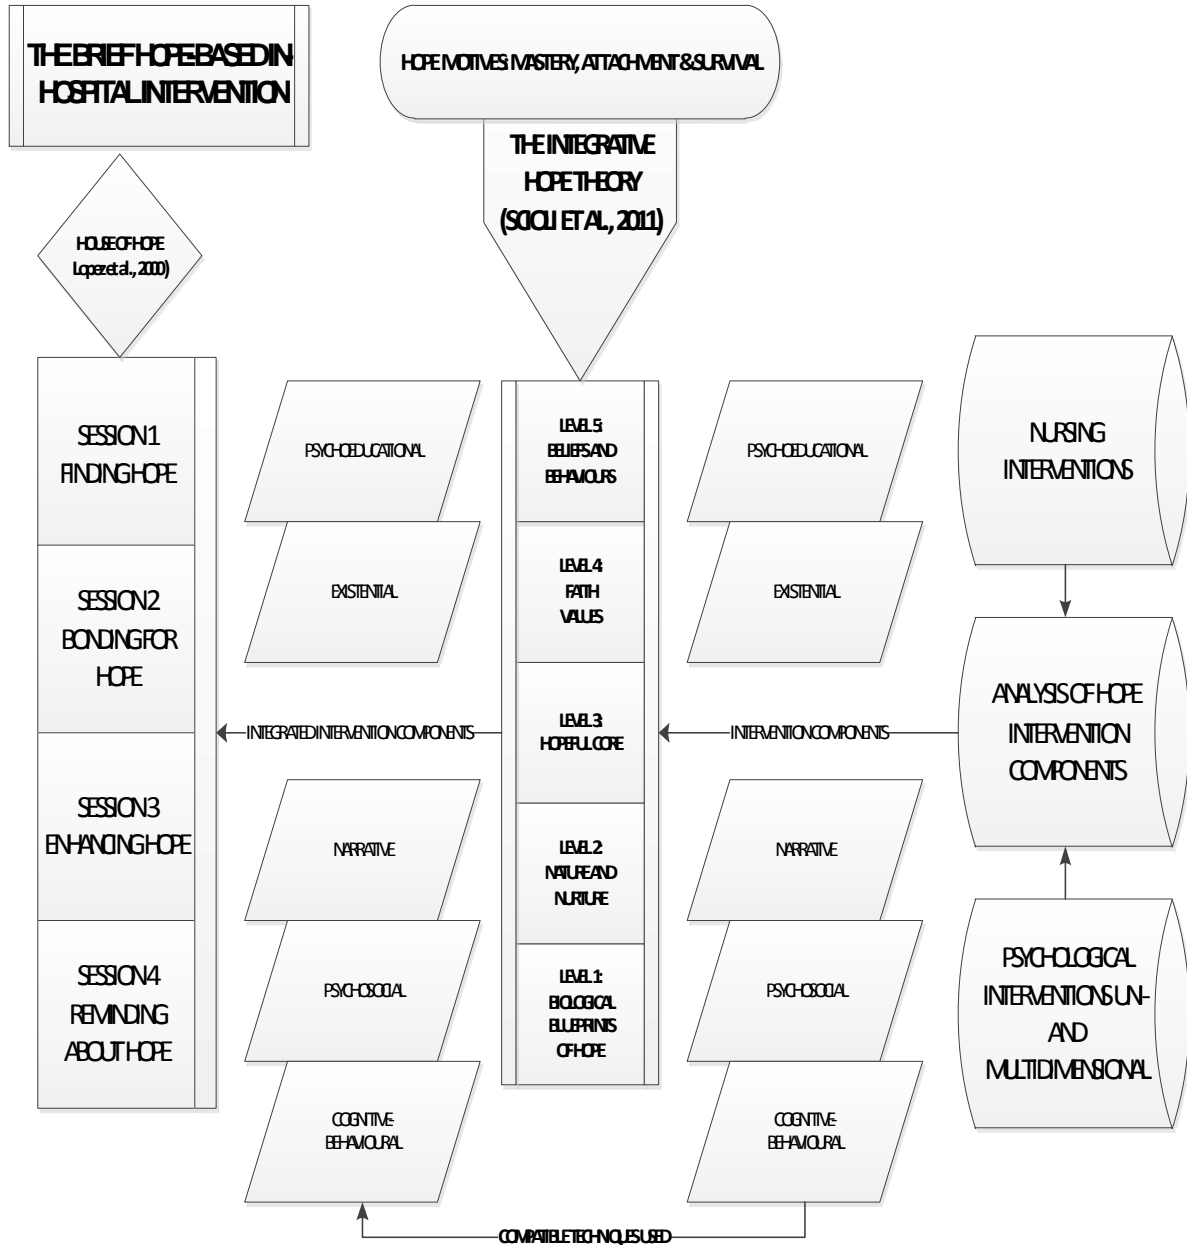 THE BRIEF HOPE-BASED IN-
HOSPITAL INTERVENTION
HOPE MOTIVES: MASTERY, ATTACHMENT & SURVIVAL
THE INTEGRATIVE
HOPE THEORY
(SCIOLI ET AL., 2011)
HOUSE OF HOPE
Lopez et al., 2000)
SESSION 1
FINDING HOPE
SESSION 2
BONDING FOR
HOPE
SESSION 3
ENHANCING HOPE
SESSION 4
REMINDING
ABOUT HOPE
PSYCHOEDUCATIONAL
EXISTENTIAL
INTEGRATED INTERVENTION COMPONENTS
NARRATIVE
PSYCHOSOCIAL
COGNITIVE-
BEHAVIOURAL
LEVEL 5:
BELIEFS AND
BEHAVIOURS
LEVEL 4:
FAITH
VALUES
LEVEL 3:
HOPEFUL CORE
LEVEL 2:
NATURE AND
NURTURE
LEVEL 1:
BIOLOGICAL
BLUEPRINTS
OF HOPE
PSYCHOEDUCATIONAL
EXISTENTIAL
INTERVENTION COMPONENTS
NARRATIVE
PSYCHOSOCIAL
COGNITIVE-
BEHAVIOURAL
NURSING
INTERVENTIONS
ANALYSIS OF HOPE
INTERVENTION
COMPONENTS
PSYCHOLOGICAL
INTERVENTIONS UN-
AND
MULTIDIMENSIONAL
COMPATIBLE TECHNIQUES USED